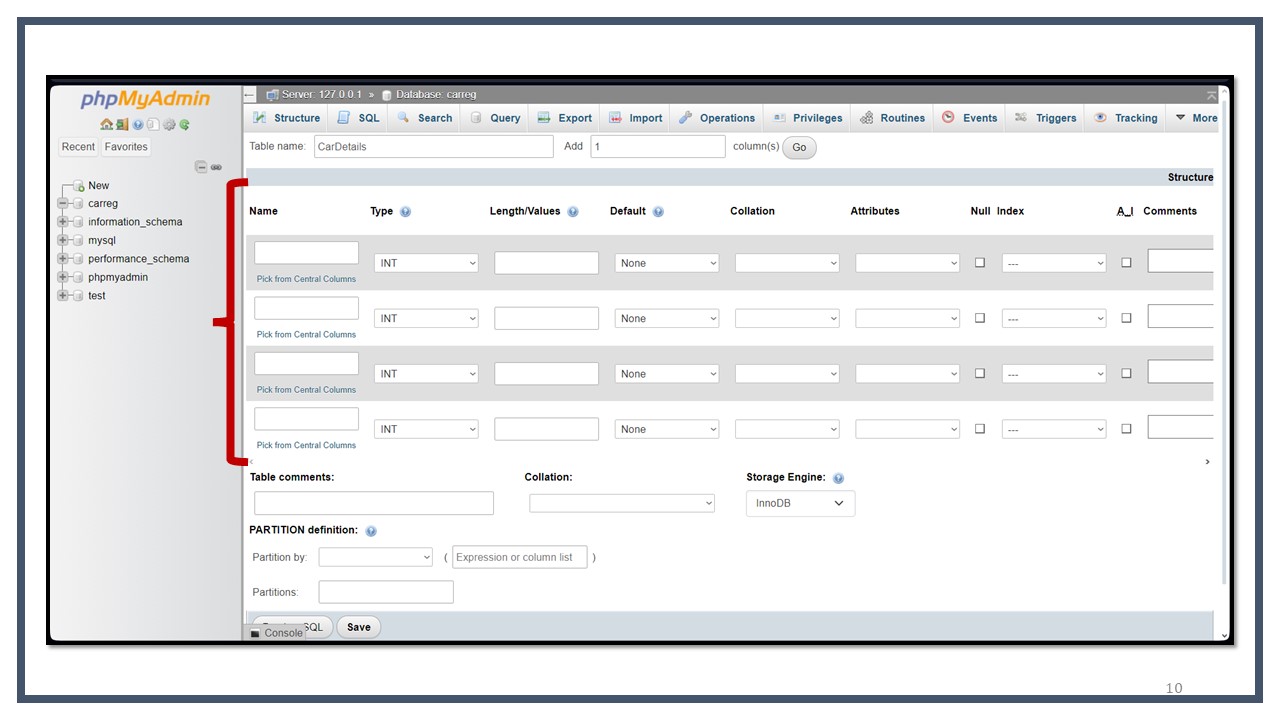 phpMyAdmin
Recent Favorites
New
carreg
information_schema
mysql
performance_schema
phpmyadmin
test
Server: 127.0.0.1 » Database: carreg
Structure SQL Search Query Export Import Operations Privileges Routines Events Triggers Tracking More
Table name: CarDetails Add 1 column(s) Go
Structure
Name Type Length/Values Default Collation Attributes Null Index A_I Comments
INT None ---
Pick from Central Columns
INT None ---
Pick from Central Columns
INT None ---
Pick from Central Columns
INT None ---
Pick from Central Columns
Table comments: Collation: Storage Engine:
InnoDB
PARTITION definition:
Partition by: ( Expression or column list )
Partitions:
SQL Save
Console
10